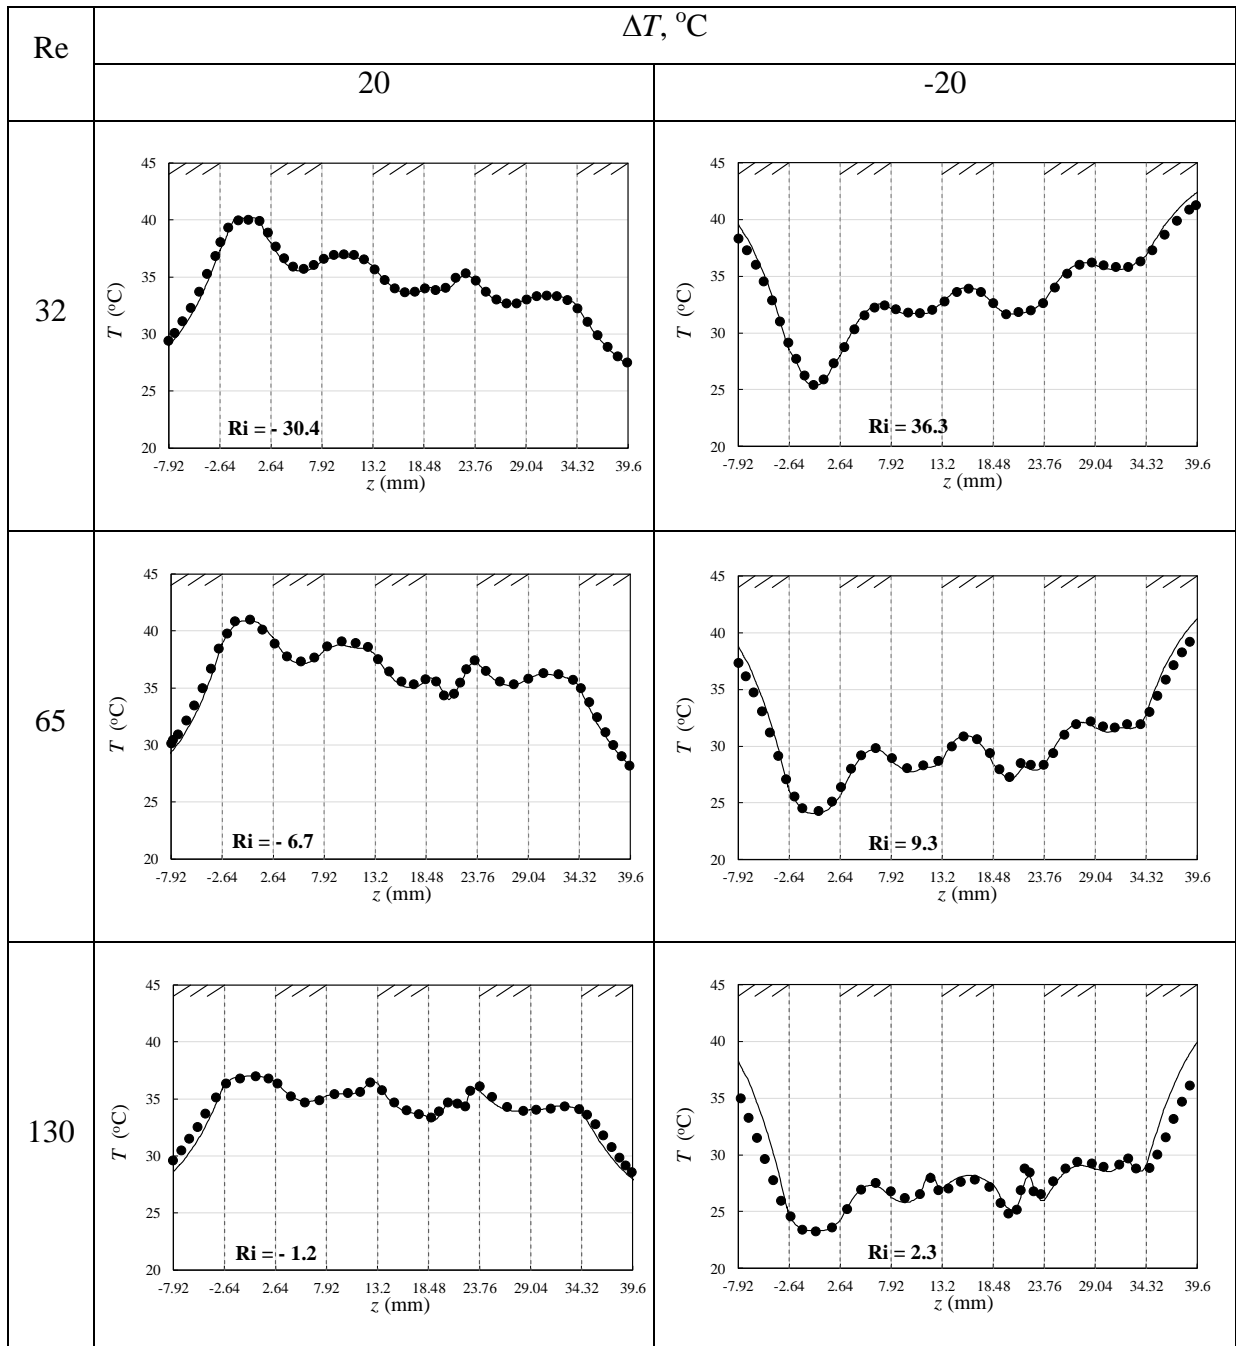 Re
ΔT, °C
20
-20
32
45
40
35
30
25
20
T (°C)
Ri = - 30.4
-7.92 -2.64 2.64 7.92 13.2 18.48 23.76 29.04 34.32 39.6
z (mm)
45
40
35
30
25
20
T (°C)
Ri = 36.3
-7.92 -2.64 2.64 7.92 13.2 18.48 23.76 29.04 34.32 39.6
z (mm)
65
45
40
35
30
25
20
T (°C)
Ri = - 6.7
-7.92 -2.64 2.64 7.92 13.2 18.48 23.76 29.04 34.32 39.6
z (mm)
45
40
35
30
25
20
T (°C)
Ri = 9.3
-7.92 -2.64 2.64 7.92 13.2 18.48 23.76 29.04 34.32 39.6
z (mm)
130
45
40
35
30
25
20
T (°C)
Ri = - 1.2
-7.92 -2.64 2.64 7.92 13.2 18.48 23.76 29.04 34.32 39.6
z (mm)
45
40
35
30
25
20
T (°C)
Ri = 2.3
-7.92 -2.64 2.64 7.92 13.2 18.48 23.76 29.04 34.32 39.6
z (mm)